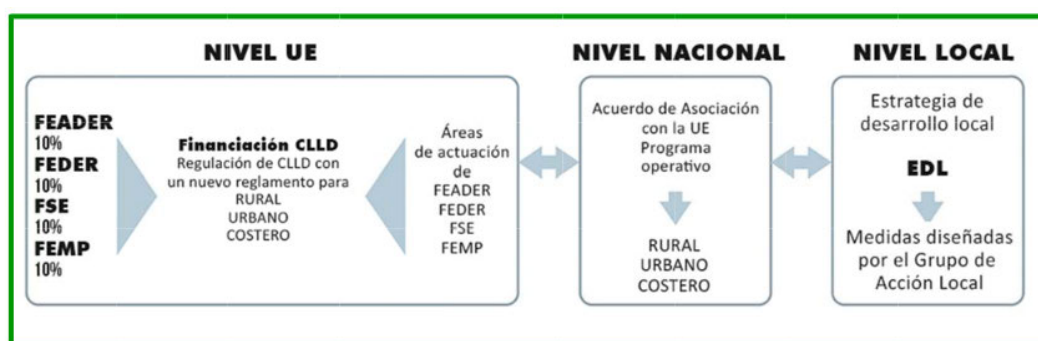 NIVEL UE
FEADER
10%
FEDER
10%
FSE
10%
FEMP
10%
Financiación CLLD
Regulación de CLLD con
un nuevo reglamento para
RURAL
URBANO
COSTERO
Áreas
de actuación
de
FEADER
FEDER
FSE
FEMP
NIVEL NACIONAL
Acuerdo de Asociación
con la UE
Programa
operativo
RURAL
URBANO
COSTERO
NIVEL LOCAL
Estrategia de
desarrollo local
EDL
Medidas diseñadas
por el Grupo de
Acción Local